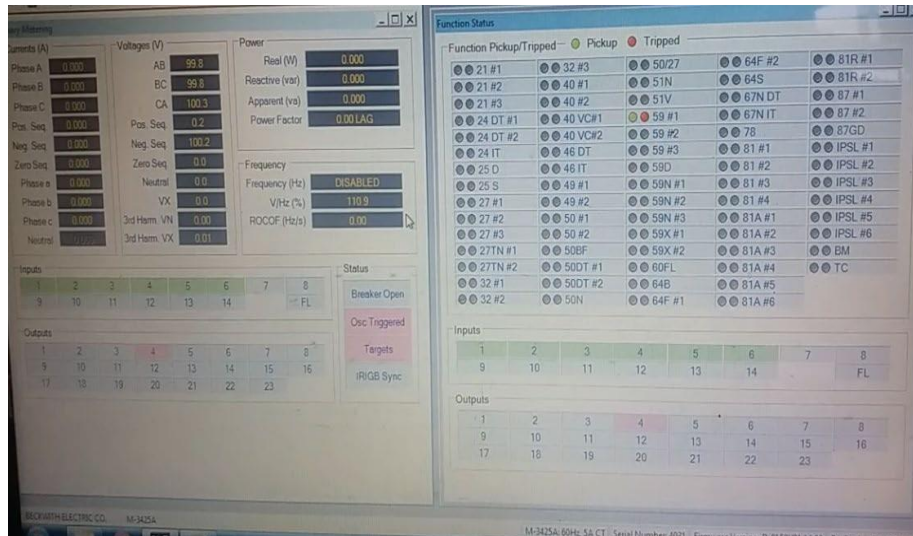 Function Status
Currents (A)
Phase A 0.000
Phase B 0.000
Phase C 0.000
Pos. Seq. 0.000
Neg. Seq. 0.000
Zero Seq. 0.000
Phase a 0.000
Phase b 0.000
Phase c 0.000
Neutral
Voltages (V)
AB 99.8
BC 99.8
CA 100.3
Pos. Seq. 0.2
Neg. Seq. 100.2
Zero Seq. 0.0
Neutral 0.0
VX 0.0
3rd Harm. VN 0.00
3rd Harm. VX 0.01
Power
Real (W) 0.000
Reactive (var) 0.000
Apparent (va) 0.000
Power Factor 0.00 LAG
Frequency
Frequency (Hz) DISABLED
V/Hz (%) 110.9
ROCOF (Hz/s) 0.00
Inputs
1 2 3 4 5 6 7 8
9 10 11 12 13 14 FL
Outputs
1 2 3 4 5 6 7 8
9 10 11 12 13 14 15 16
17 18 19 20 21 22 23
Status
Breaker Open
Osc Triggered
Targets
IRIGB Sync
BECKWITH ELECTRIC CO. M-3425A
Function Pickup/Tripped Pickup Tripped
21 #1
21 #2
21 #3
24 DT #1
24 DT #2
24 IT
25 D
25 S
27 #1
27 #2
27 #3
27TN #1
27TN #2
32 #1
32 #2
32 #3
40 #1
40 #2
40 VC#1
40 VC#2
46 DT
46 IT
49 #1
49 #2
50 #1
50 #2
50BF
50DT #1
50DT #2
50N
50/27
51N
51V
59 #1
59 #2
59 #3
59D
59N #1
59N #2
59N #3
59X #1
59X #2
60FL
64B
64F #1
64F #2
64S
67N DT
67N IT
78
81 #1
81 #2
81 #3
81 #4
81A #1
81A #2
81A #3
81A #4
81A #5
81A #6
81R #1
81R #2
87 #1
87 #2
87GD
IPSL #1
IPSL #2
IPSL #3
IPSL #4
IPSL #5
IPSL #6
BM
TC
Inputs
1 2 3 4 5 6 7 8
9 10 11 12 13 14 FL
Outputs
1 2 3 4 5 6 7 8
9 10 11 12 13 14 15 16
17 18 19 20 21 22 23
M-3425A 60Hz 5A CT Serial Number